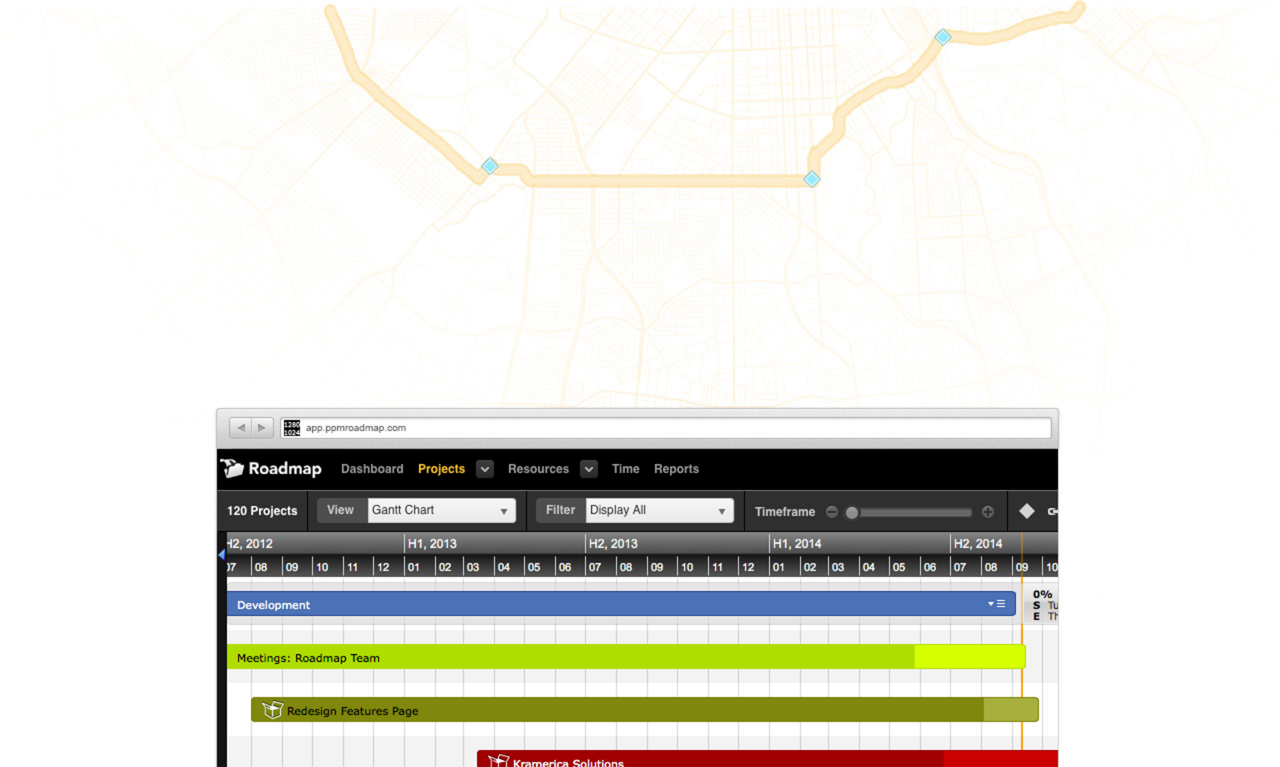 1280
1024
app.ppmroadmap.com
Roadmap Dashboard Projects Resources Time Reports
120 Projects View Gantt Chart Filter Display All Timeframe
H2, 2012 H1, 2013 H2, 2013 H1, 2014 H2, 2014
07 08 09 10 11 12 01 02 03 04 05 06 07 08 09 10 11 12 01 02 03 04 05 06 07 08 09 10
Development
0%
S Tu
E Th
Meetings: Roadmap Team
Redesign Features Page
Kramerica Solutions